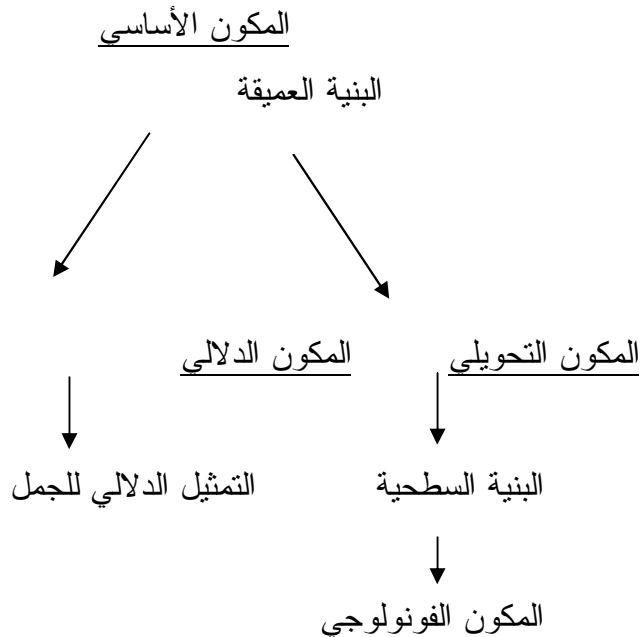 المكون الأساسي
البنية العميقة
المكون التحويلي المكون الدلالي
البنية السطحية التمثيل الدلالي للجمل
المكون الفونولوجي